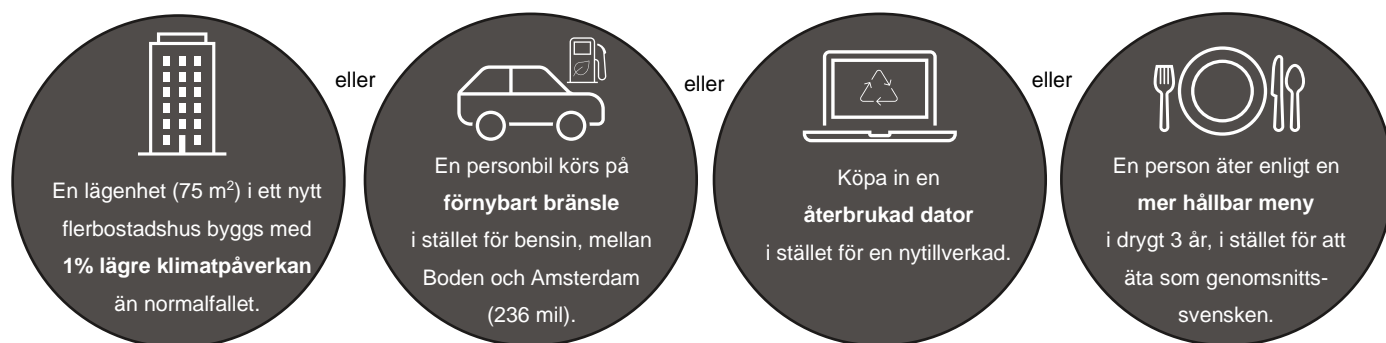 En lägenhet (75 m²) i ett nytt
flerbostadshus byggs med
1% lägre klimatpåverkan
än normalfallet.
eller
En personbil körs på
förnybart bränsle
i stället för bensin, mellan
Boden och Amsterdam
(236 mil).
eller
Köpa in en
återbrukad dator
i stället för en nytillverkad.
eller
En person äter enligt en
mer hållbar meny
i drygt 3 år, i stället för att
äta som genomsnitts-
svensken.